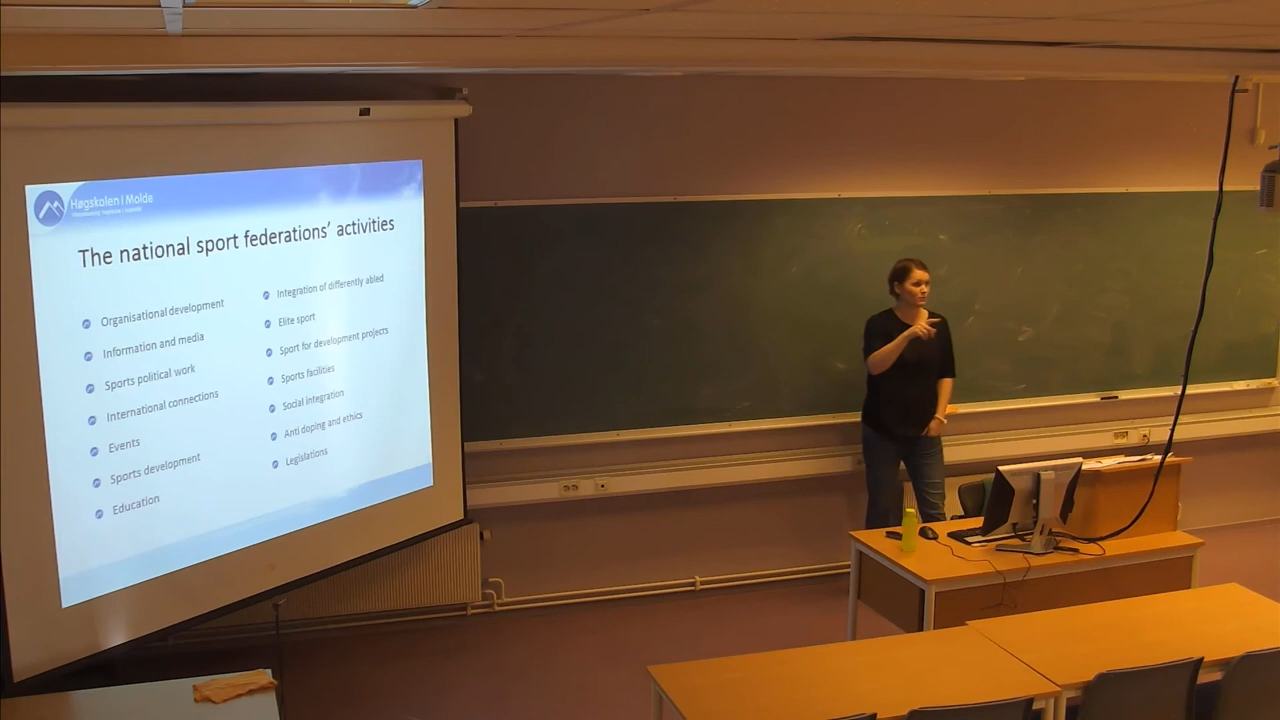 Høgskolen i Molde
The national sport federations' activities
Organisational development
Information and media
Sports political work
International connections
Events
Sports development
Education
Integration of differently abled
Elite sport
Sport for development projects
Sports facilities
Social integration
Anti doping and ethics
Legislations